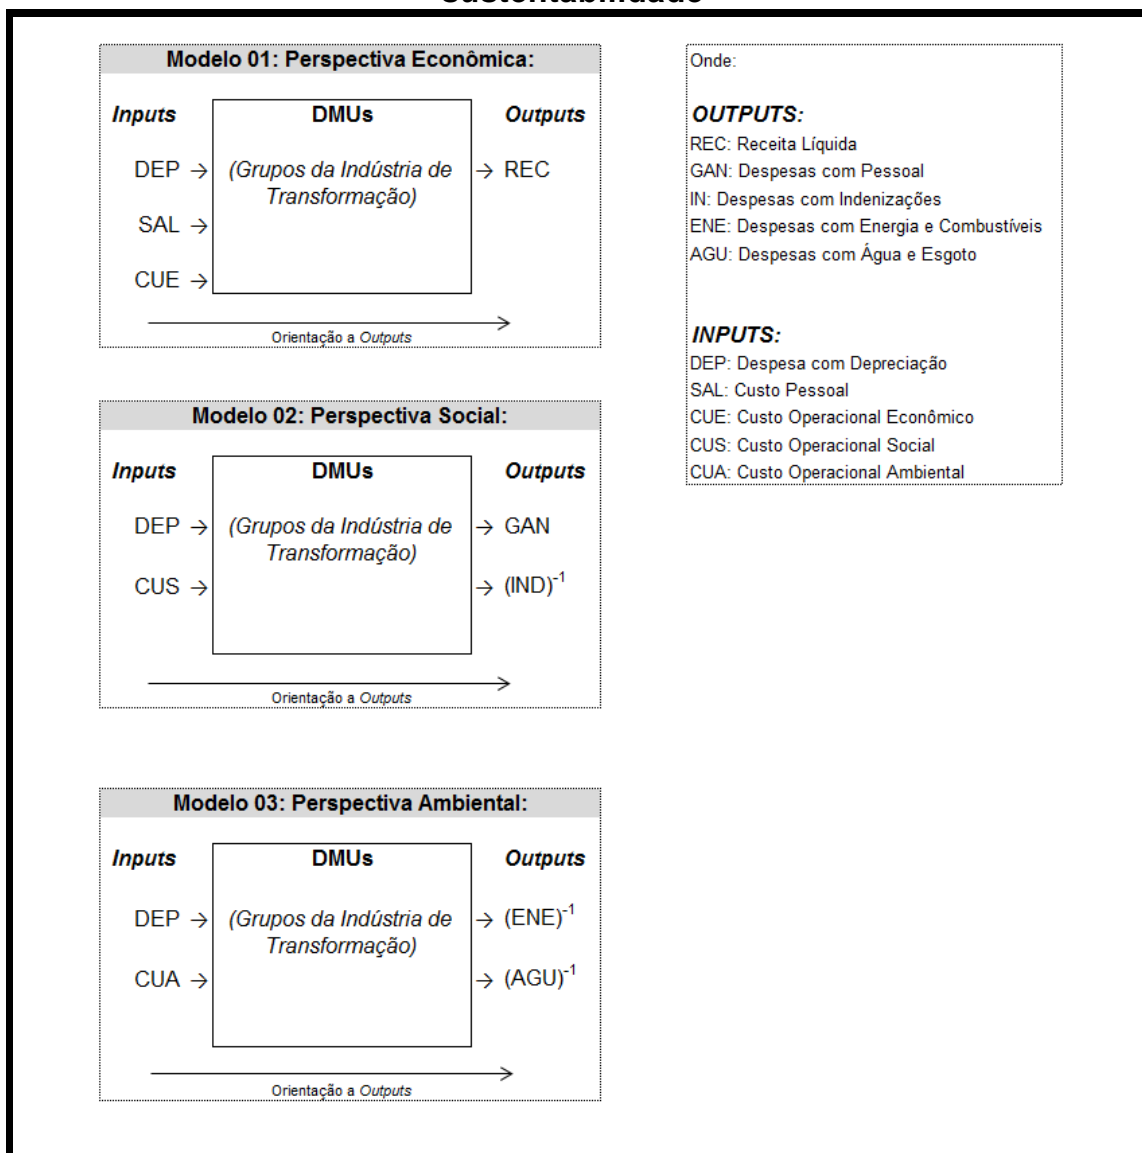 sustentabilidade
Modelo 01: Perspectiva Econômica:
Inputs DMUs Outputs
DEP → (Grupos da Indústria de → REC
Transformação)
SAL →
CUE →
Orientação a Outputs
Onde:
OUTPUTS:
REC: Receita Líquida
GAN: Despesas com Pessoal
IN: Despesas com Indenizações
ENE: Despesas com Energia e Combustíveis
AGU: Despesas com Água e Esgoto
INPUTS:
DEP: Despesa com Depreciação
SAL: Custo Pessoal
CUE: Custo Operacional Econômico
CUS: Custo Operacional Social
CUA: Custo Operacional Ambiental
Modelo 02: Perspectiva Social:
Inputs DMUs Outputs
DEP → (Grupos da Indústria de → GAN
Transformação)
CUS → → (IND)⁻¹
Orientação a Outputs
Modelo 03: Perspectiva Ambiental:
Inputs DMUs Outputs
DEP → (Grupos da Indústria de → (ENE)⁻¹
Transformação)
CUA → → (AGU)⁻¹
Orientação a Outputs